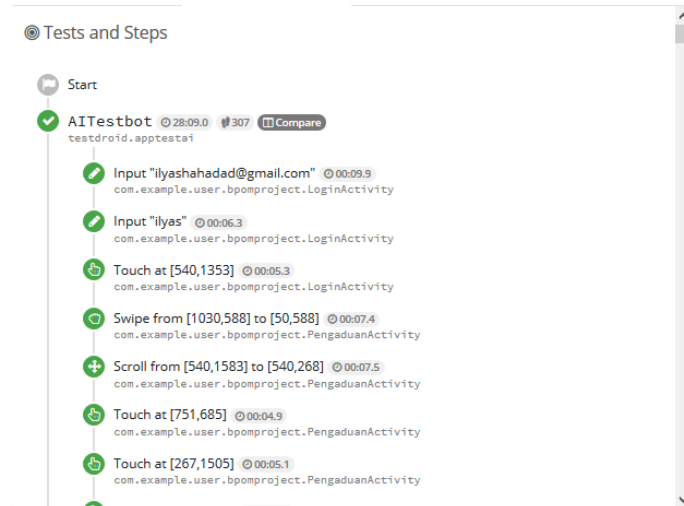 Tests and Steps
Start
AITestbot 28:09.0 307 Compare
testdroid.apptestai
Input "ilyashahadad@gmail.com" 00:09.9
com.example.user.bpomproject.LoginActivity
Input "ilyas" 00:06.3
com.example.user.bpomproject.LoginActivity
Touch at [540,1353] 00:05.3
com.example.user.bpomproject.LoginActivity
Swipe from [1030,588] to [50,588] 00:07.4
com.example.user.bpomproject.PengaduanActivity
Scroll from [540,1583] to [540,268] 00:07.5
com.example.user.bpomproject.PengaduanActivity
Touch at [751,685] 00:04.9
com.example.user.bpomproject.PengaduanActivity
Touch at [267,1505] 00:05.1
com.example.user.bpomproject.PengaduanActivity